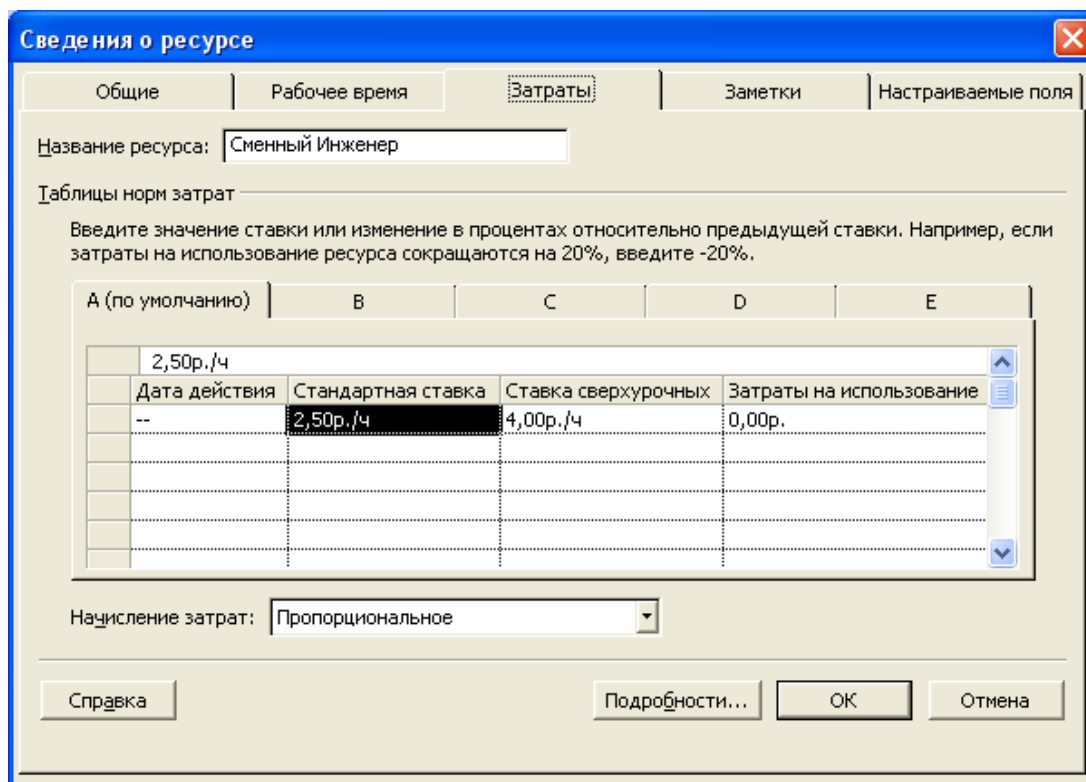 Сведения о ресурсе
Общие Рабочее время Затраты Заметки Настраиваемые поля
Название ресурса: Сменный Инженер
Таблицы норм затрат
Введите значение ставки или изменение в процентах относительно предыдущей ставки. Например, если
затраты на использование ресурса сокращаются на 20%, введите -20%.
A (по умолчанию) B C D E
2,50р./ч
Дата действия Стандартная ставка Ставка сверхурочных Затраты на использование
-- 2,50р./ч 4,00р./ч 0,00р.
Начисление затрат: Пропорциональное
Справка Подробности... ОК Отмена